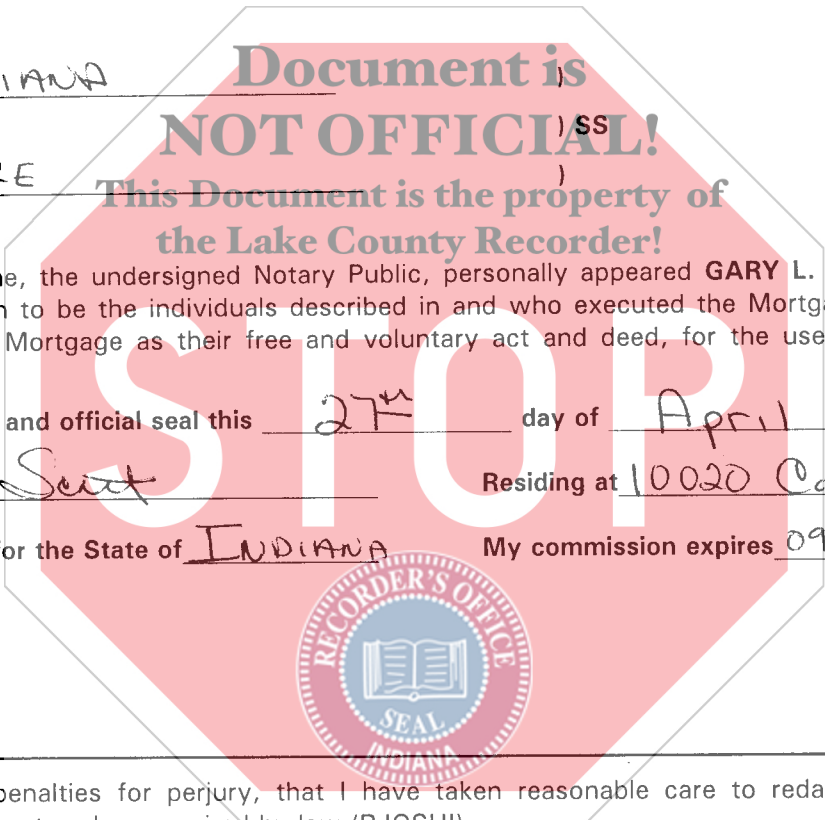 Document is
IANA )
NOT OFFICIAL!
) SS
This Document is the property of
E )
the Lake County Recorder!
the undersigned Notary Public, personally appeared GARY L.
to be the individuals described in and who executed the
Mortgage as their free and voluntary act and deed, for the use
STOP
and official seal this 27th day of April
Scott Residing at 10020
for the State of INDIANA My commission expires 09
RECORDER'S OFFICE
SEAL
INDIANA
penalties for perjury, that I have taken reasonable care to